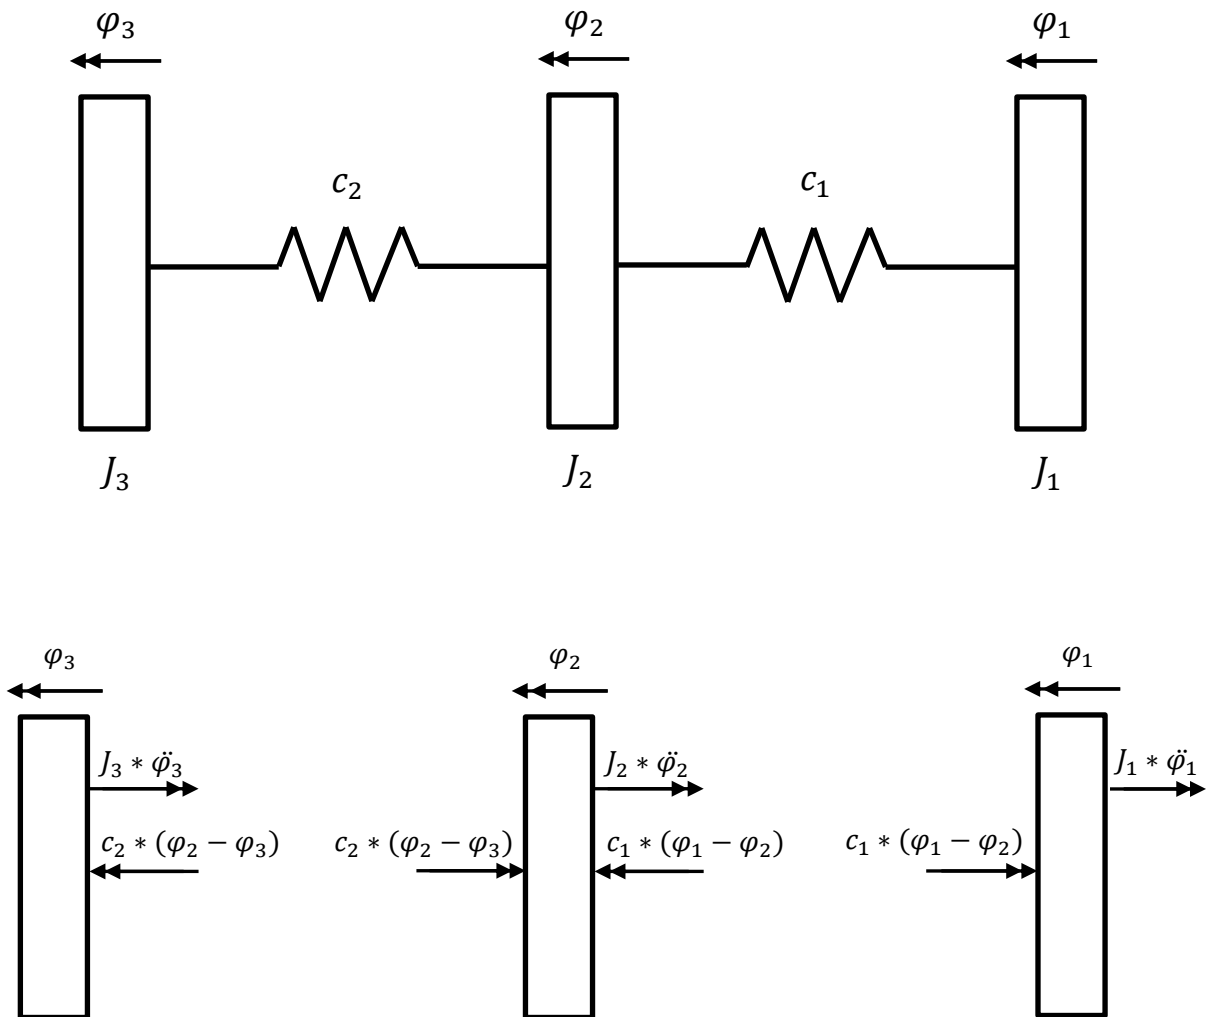 φ₃ φ₂ φ₁
c₂ c₁
J₃ J₂ J₁
φ₃ φ₂ φ₁
J₃ ∗ φ̈₃ J₂ ∗ φ̈₂ J₁ ∗ φ̈₁
c₂ ∗ (φ₂ − φ₃) c₂ ∗ (φ₂ − φ₃) c₁ ∗ (φ₁ − φ₂) c₁ ∗ (φ₁ − φ₂)